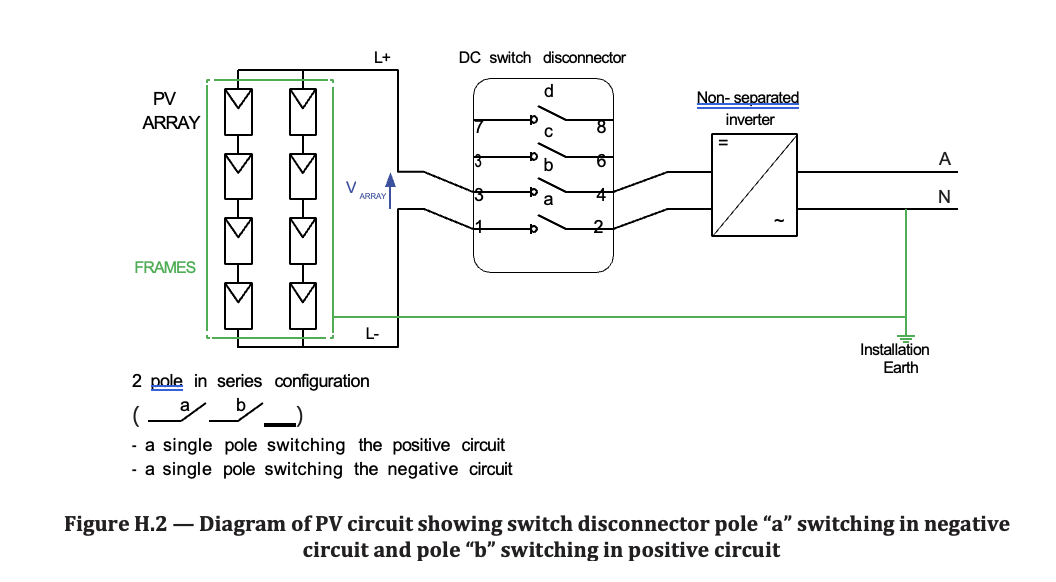 L+
DC switch disconnector
PV
ARRAY
d
Non- separated
inverter
7
8
c
=
3
6
b
A
V ARRAY
3
4
a
N
1
2
~
FRAMES
L-
Installation
Earth
2 pole in series configuration
( a b )
- a single pole switching the positive circuit
- a single pole switching the negative circuit
Figure H.2 — Diagram of PV circuit showing switch disconnector pole “a” switching in negative
circuit and pole “b” switching in positive circuit